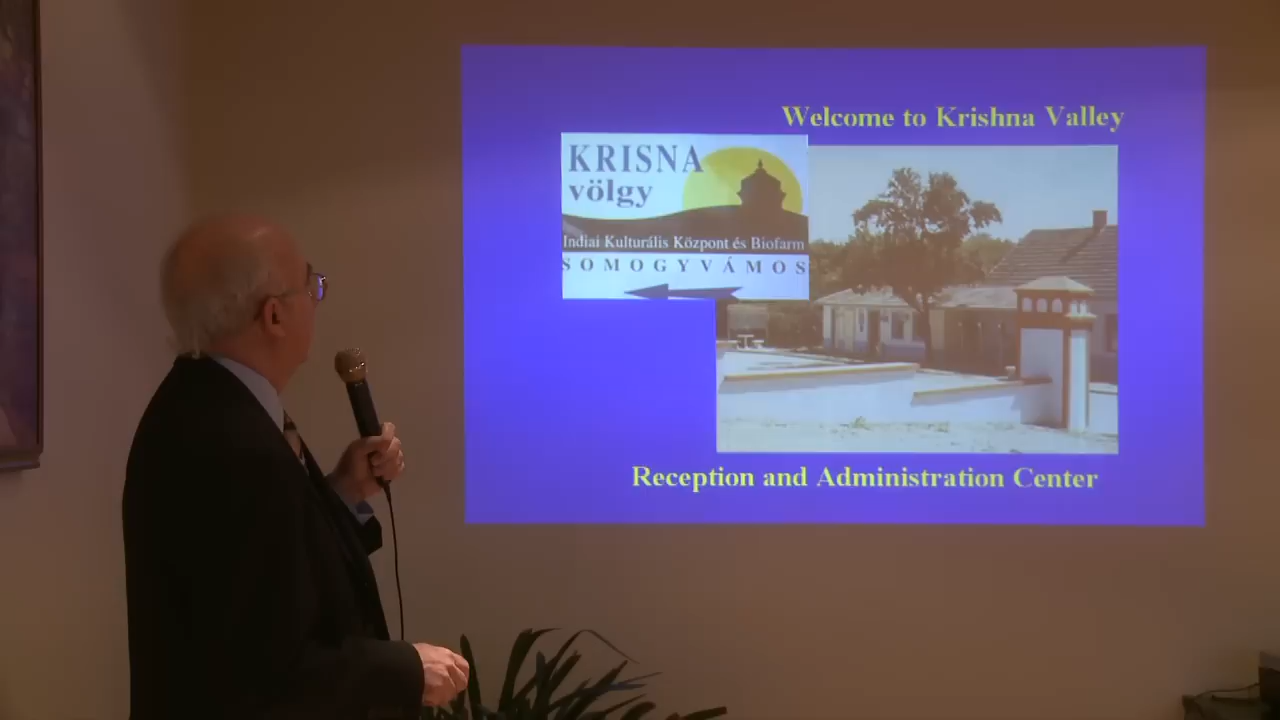 Welcome to Krishna Valley
KRISNA
völgy
Indiai Kulturális Központ és Biofarm
SOMOGYVÁMOS
Reception and Administration Center